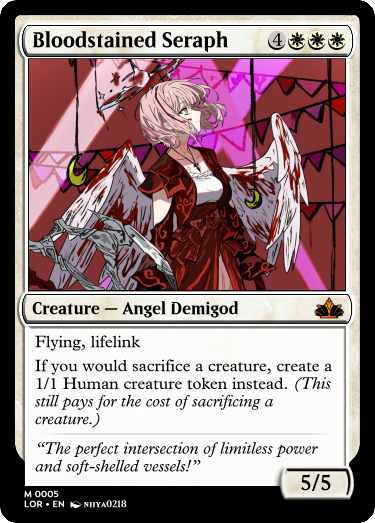 Bloodstained Seraph 4
Creature — Angel Demigod
Flying, lifelink
If you would sacrifice a creature, create a
1/1 Human creature token instead. (This
still pays for the cost of sacrificing a
creature.)
“The perfect intersection of limitless power
and soft-shelled vessels!”
5/5
M 0005
LOR • EN NIIYA0218